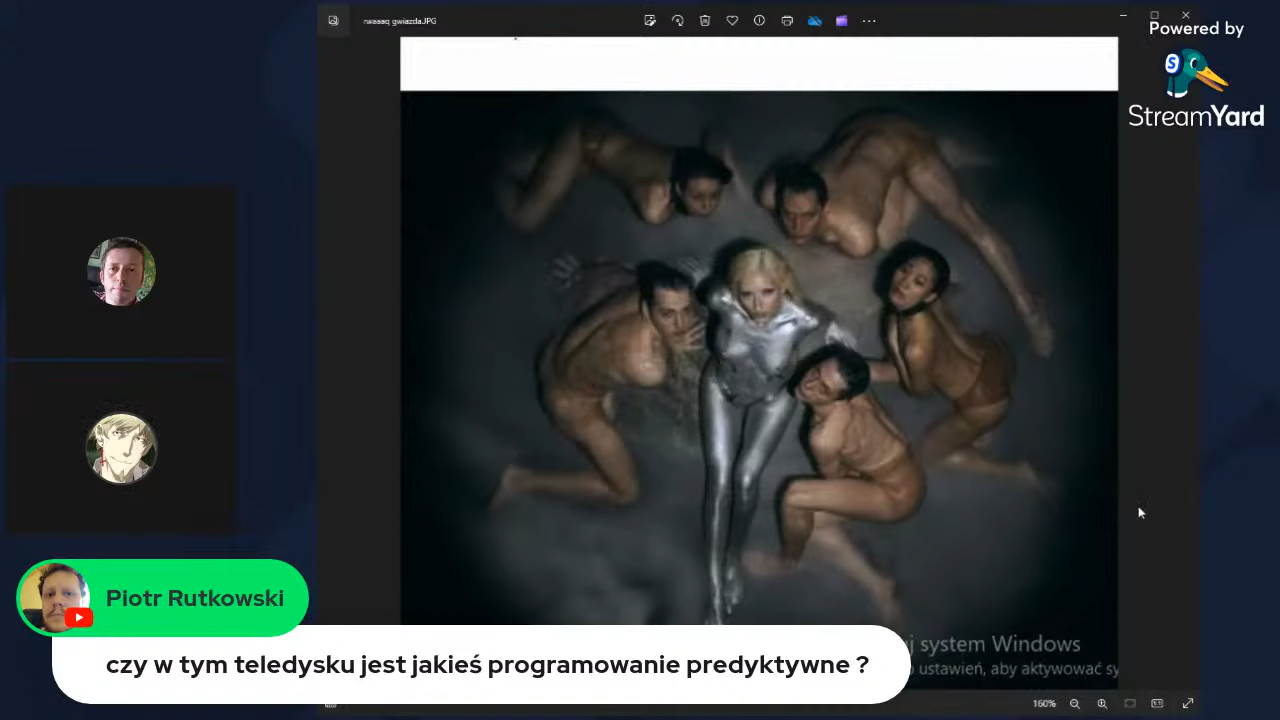 rwaaaq gwiazda.JPG
Powered by
StreamYard
Piotr Rutkowski
czy w tym teledysku jest jakieś programowanie predyktywne ?
system Windows
ustawień, aby aktywować
160%